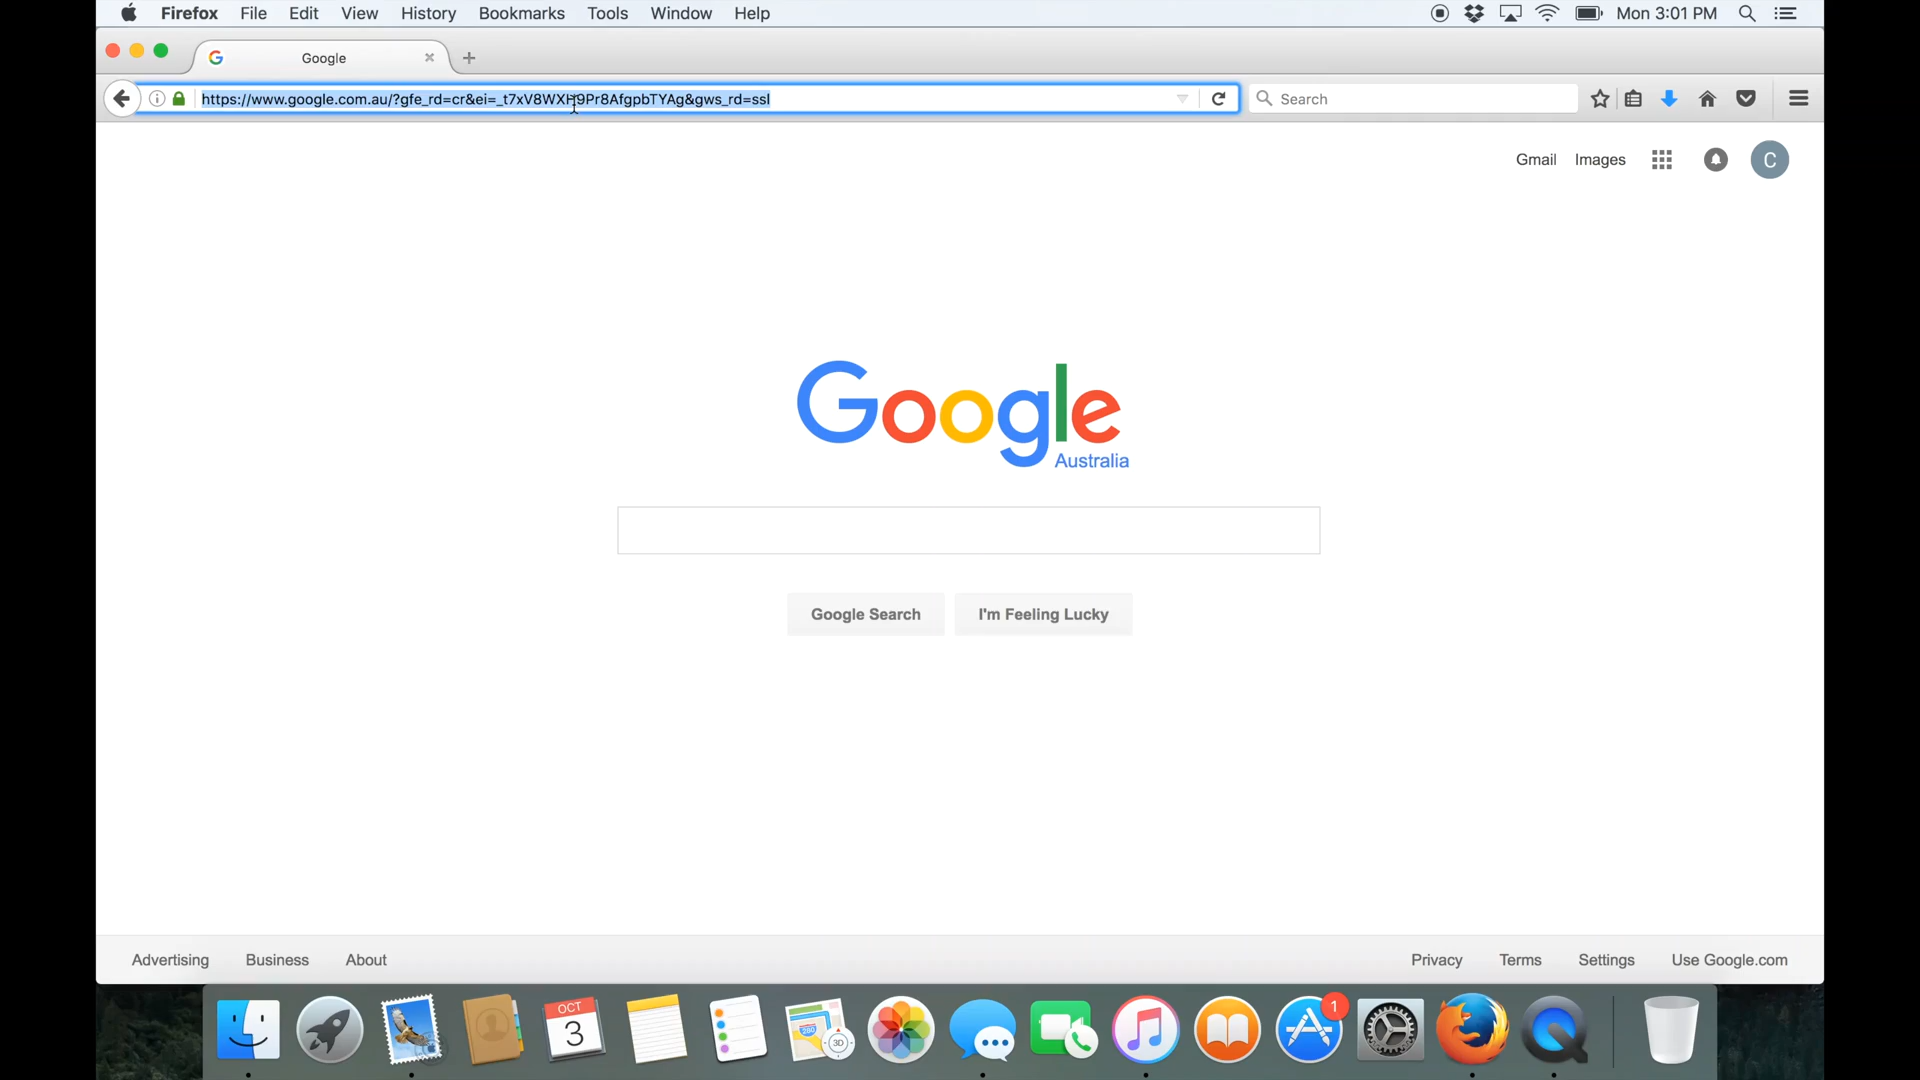 Firefox File Edit View History Bookmarks Tools Window Help Mon 3:01 PM
Google
https://www.google.com.au/?gfe_rd=cr&ei=_t7xV8WXH9Pr8AfgpbTYAg&gws_rd=ssl
Search
Gmail Images C
Google
Australia
Google Search I'm Feeling Lucky
Advertising Business About Privacy Terms Settings Use Google.com
OCT
3
280
3D
1